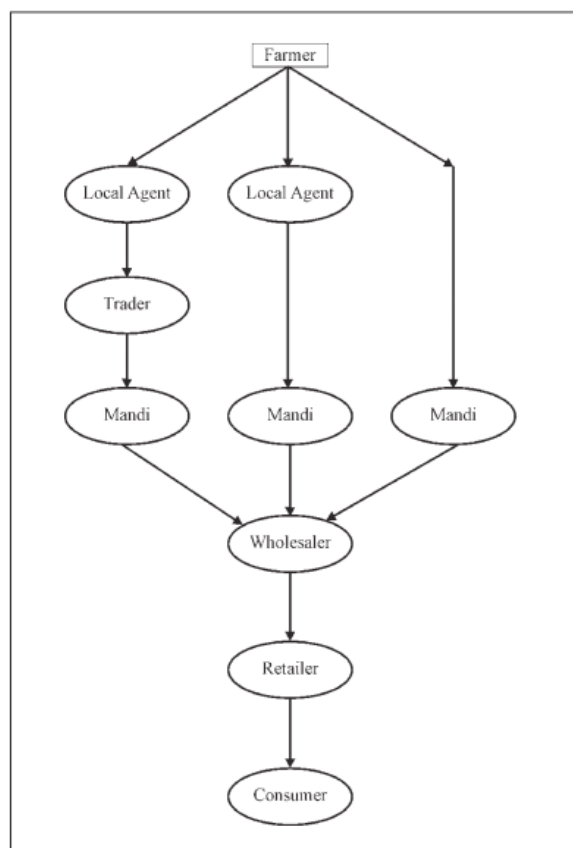 Farmer
Local Agent
Local Agent
Trader
Mandi
Mandi
Mandi
Wholesaler
Retailer
Consumer